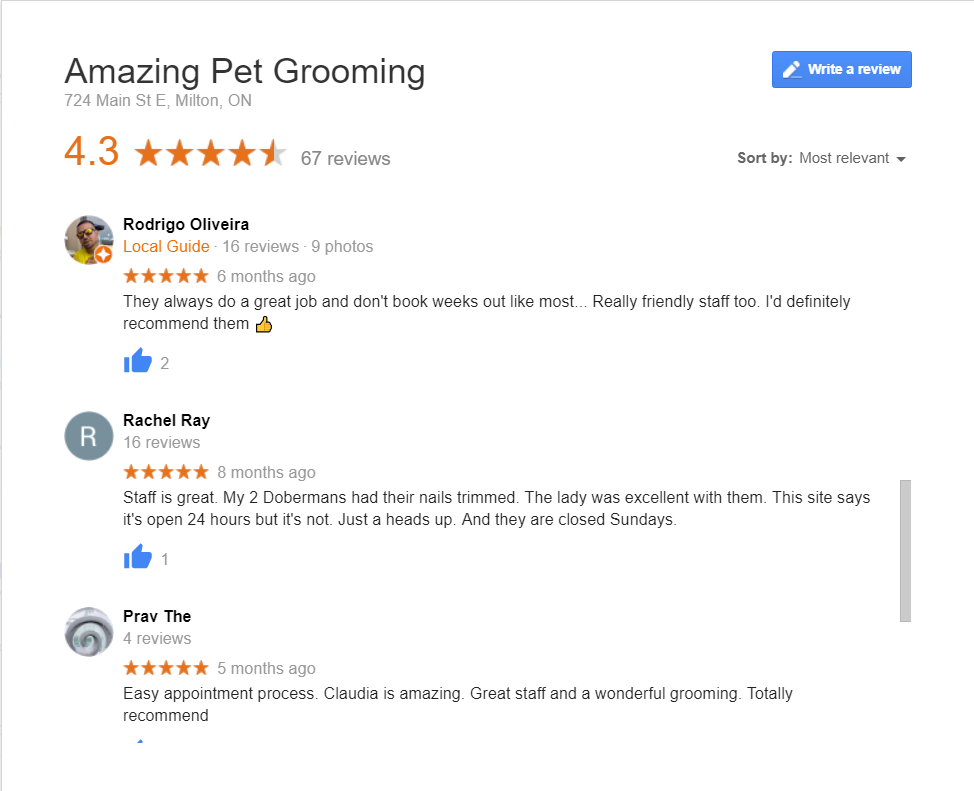 Amazing Pet Grooming
Write a review
724 Main St E, Milton, ON
4.3 67 reviews
Sort by: Most relevant
Rodrigo Oliveira
Local Guide · 16 reviews · 9 photos
6 months ago
They always do a great job and don't book weeks out like most... Really friendly staff too. I'd definitely
recommend them 👍
2
R
Rachel Ray
16 reviews
8 months ago
Staff is great. My 2 Dobermans had their nails trimmed. The lady was excellent with them. This site says
it's open 24 hours but it's not. Just a heads up. And they are closed Sundays.
1
Prav The
4 reviews
5 months ago
Easy appointment process. Claudia is amazing. Great staff and a wonderful grooming. Totally
recommend